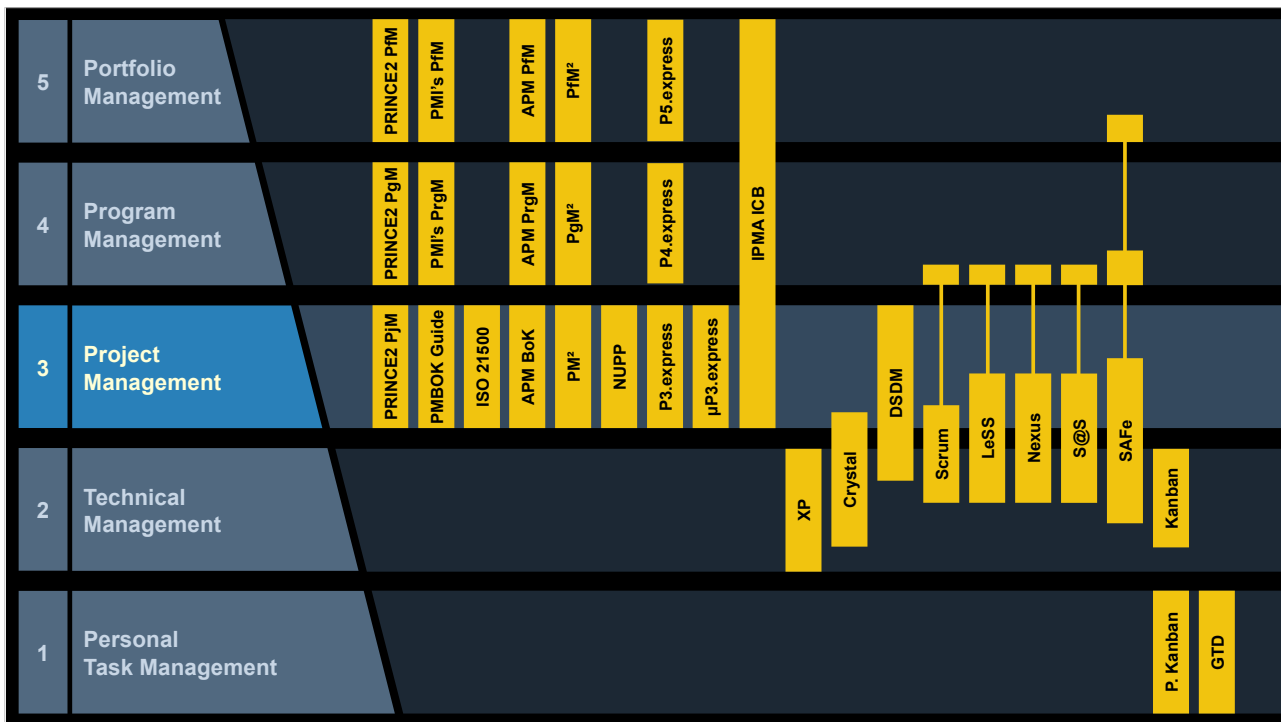 5
Portfolio
Management
PRINCE2 PfM
PMI's PfM
APM PfM
PfM²
P5.express
4
Program
Management
PRINCE2 PgM
PMI's PrgM
APM PrgM
PgM²
P4.express
IPMA ICB
3
Project
Management
PRINCE2 PjM
PMBOK Guide
ISO 21500
APM BoK
PM²
NUPP
P3.express
µP3.express
DSDM
Scrum
LeSS
Nexus
S@S
SAFe
2
Technical
Management
XP
Crystal
Kanban
1
Personal
Task Management
P. Kanban
GTD